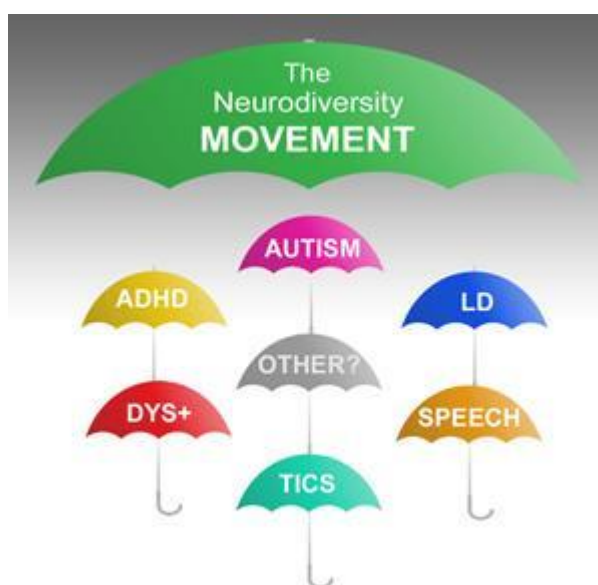 The
Neurodiversity
MOVEMENT
AUTISM
ADHD
LD
OTHER?
DYS+
SPEECH
TICS